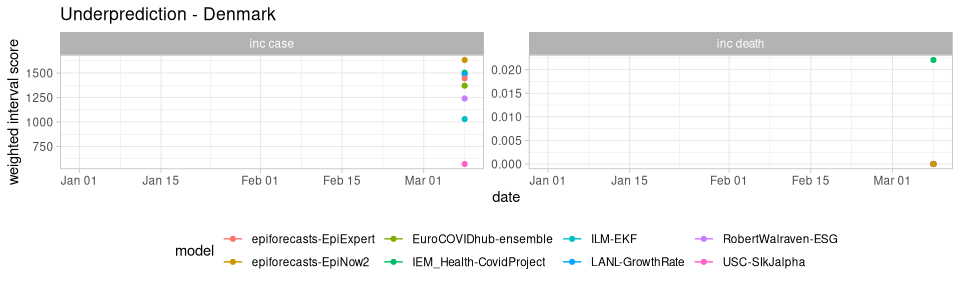 Underprediction - Denmark
inc case
inc death
weighted interval score
1500
1250
1000
750
0.020
0.015
0.010
0.005
0.000
Jan 01 Jan 15 Feb 01 Feb 15 Mar 01
Jan 01 Jan 15 Feb 01 Feb 15 Mar 01
date
model
epiforecasts-EpiExpert EuroCOVIDhub-ensemble ILM-EKF RobertWalraven-ESG
epiforecasts-EpiNow2 IEM_Health-CovidProject LANL-GrowthRate USC-SIkJalpha